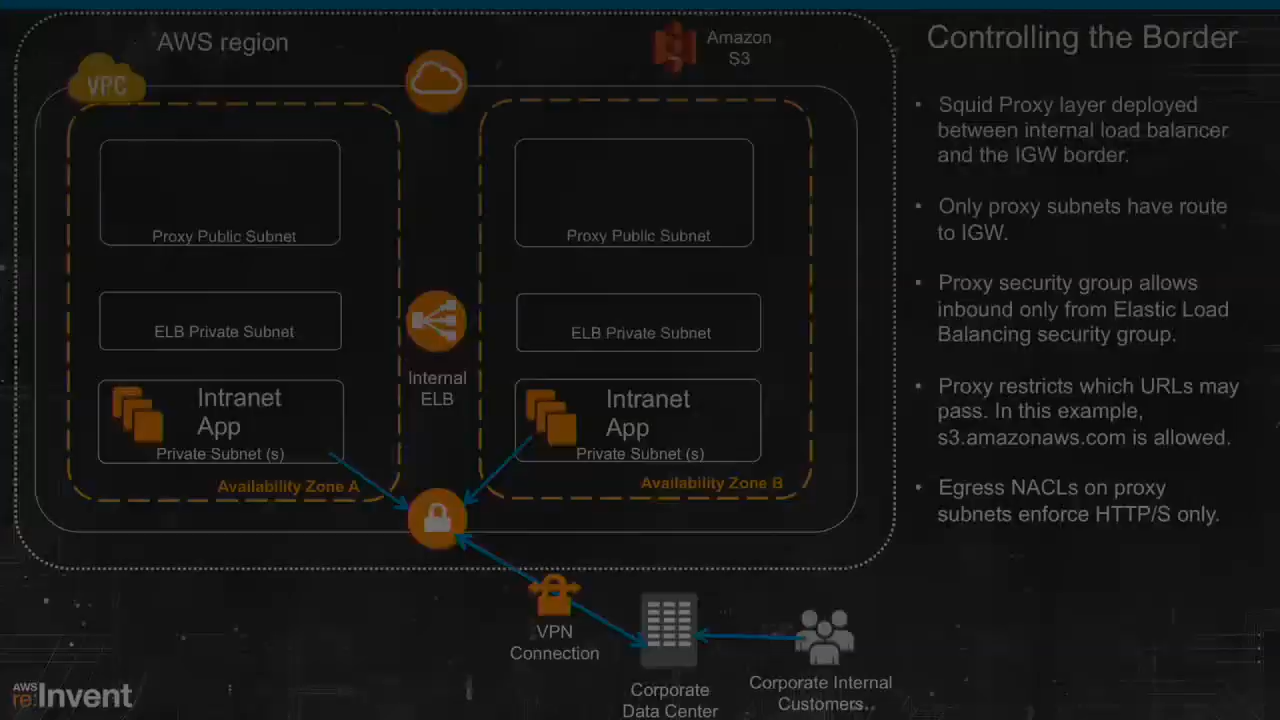 AWS region
VPC
Amazon
S3
Proxy Public Subnet
Proxy Public Subnet
ELB Private Subnet
ELB Private Subnet
Internal
ELB
Intranet
App
Private Subnet (s)
Intranet
App
Private Subnet (s)
Availability Zone A
Availability Zone B
VPN
Connection
Corporate
Data Center
Corporate Internal
Customers..
Controlling the Border
• Squid Proxy layer deployed
between internal load balancer
and the IGW border.
• Only proxy subnets have route
to IGW.
• Proxy security group allows
inbound only from Elastic Load
Balancing security group.
• Proxy restricts which URLs may
pass. In this example,
s3.amazonaws.com is allowed.
• Egress NACLs on proxy
subnets enforce HTTP/S only.
AWS
re:Invent